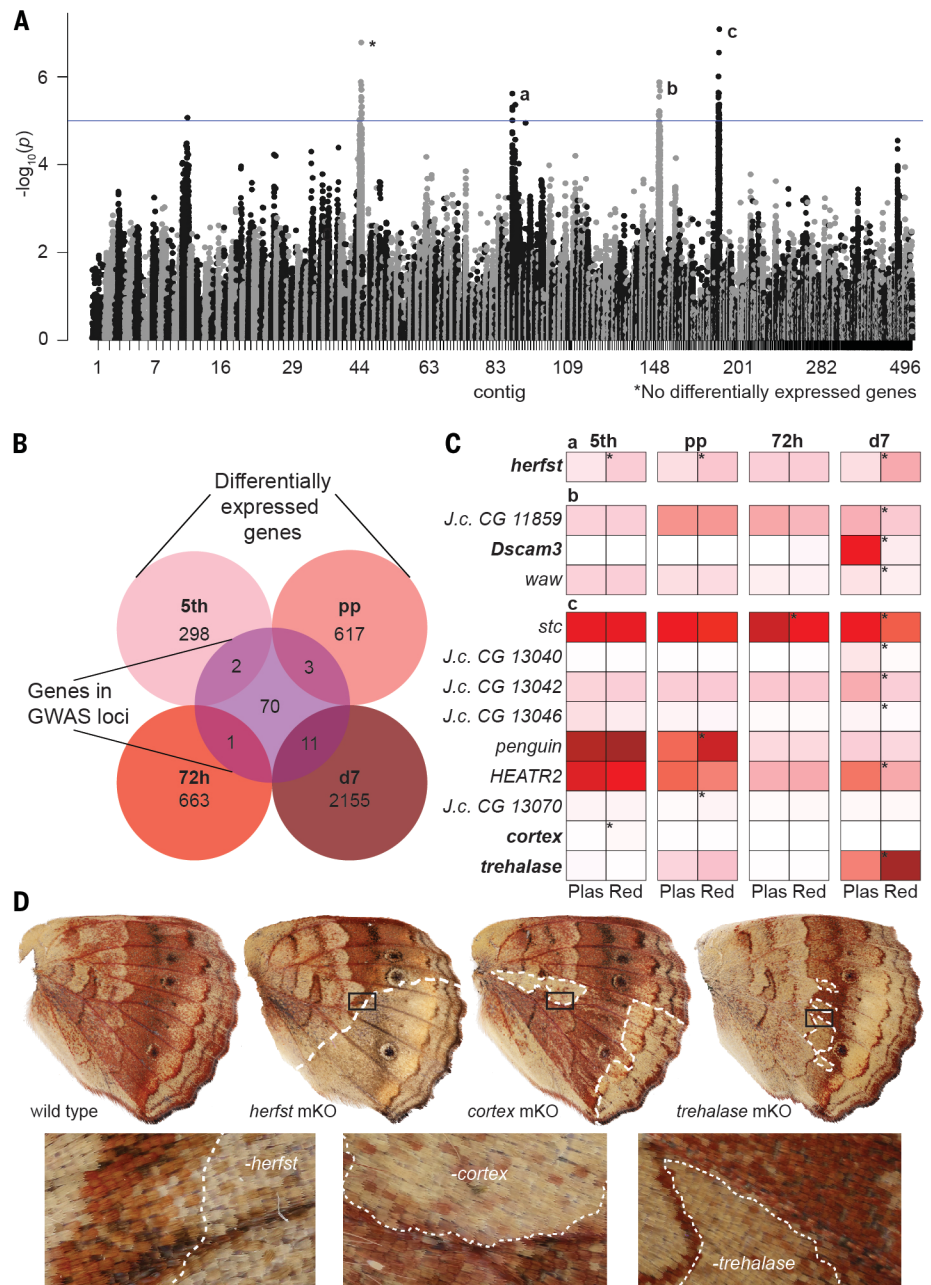 A
6
4
2
0
-log10(p)
*
a
b
c
1 7 16 29 44 63 83 109 148 201 282 496
contig
*No differentially expressed genes
B
Differentially
expressed
genes
5th
298
pp
617
2
3
Genes in
GWAS loci
70
1
11
72h
663
d7
2155
C
a 5th pp 72h d7
herfst * * *
b
J.c. CG 11859 *
Dscam3 *
waw *
c
stc * *
J.c. CG 13040 *
J.c. CG 13042 *
J.c. CG 13046 *
penguin *
HEATR2 *
J.c. CG 13070 *
cortex *
trehalase *
Plas Red Plas Red Plas Red Plas Red
D
wild type
herfst mKO
cortex mKO
trehalase mKO
-herfst
-cortex
-trehalase